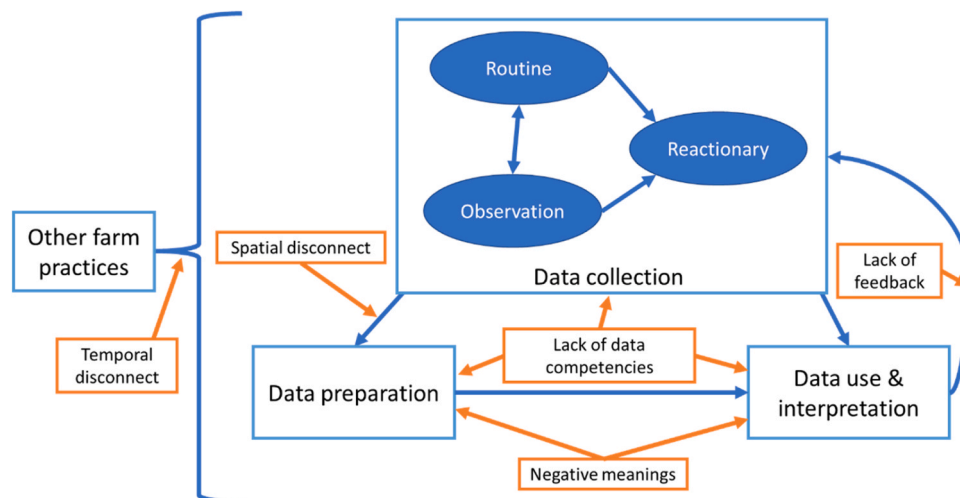 Routine
Reactionary
Observation
Other farm
practices
Spatial disconnect
Data collection
Lack of
feedback
Temporal
disconnect
Lack of data
competencies
Data preparation
Data use &
interpretation
Negative meanings